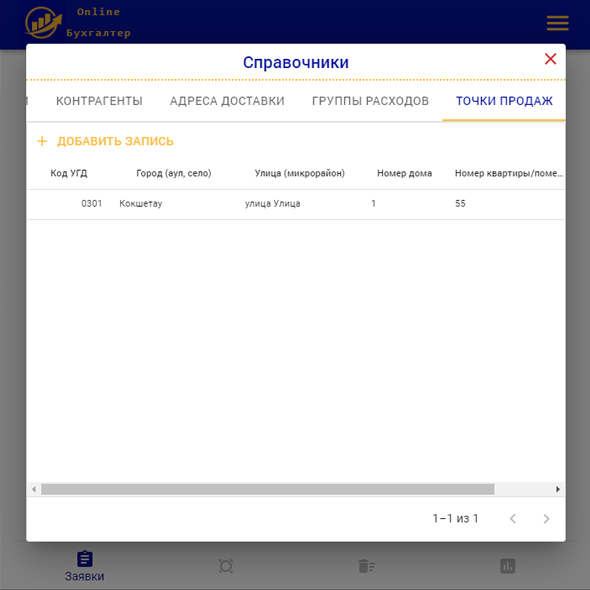 Online
Бухгалтер
Справочники
КОНТРАГЕНТЫ АДРЕСА ДОСТАВКИ ГРУППЫ РАСХОДОВ ТОЧКИ ПРОДАЖ
ДОБАВИТЬ ЗАПИСЬ
Код УГД Город (аул, село) Улица (микрорайон) Номер дома Номер квартиры/поме...
0301 Кокшетау улица Улица 1 55
1–1 из 1
Заявки